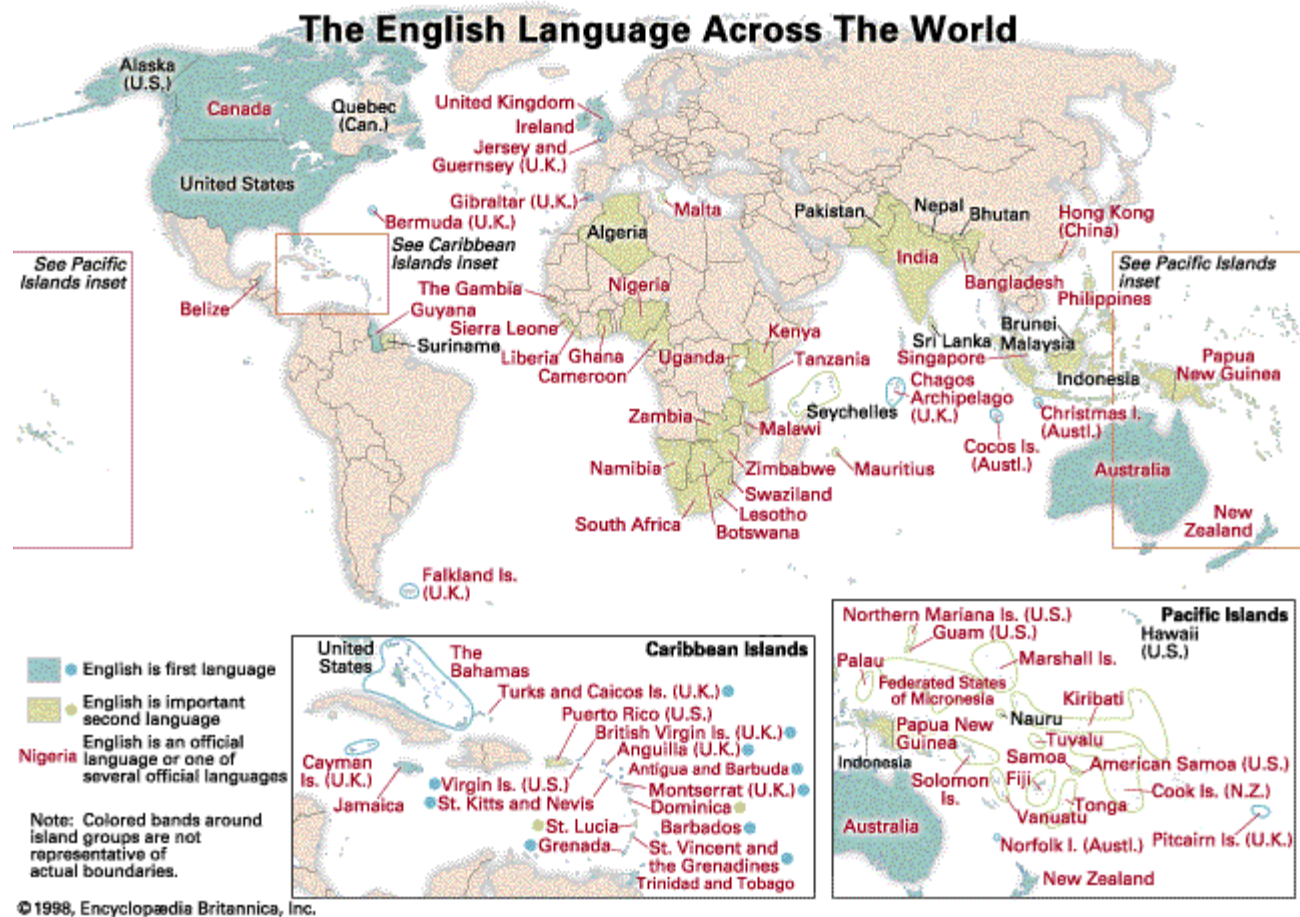 The English Language Across The World
Alaska
(U.S.)
Canada
Quebec
(Can.)
United States
United Kingdom
Ireland
Jersey and
Guernsey (U.K.)
Gibraltar (U.K.)
Bermuda (U.K.)
Malta
Algeria
Pakistan
Nepal
Bhutan
Hong Kong
(China)
India
Bangladesh
See Pacific
Islands inset
See Caribbean
Islands inset
See Pacific Islands
inset
Belize
The Gambia
Nigeria
Guyana
Sierra Leone
Suriname
Liberia
Ghana
Cameroon
Uganda
Kenya
Tanzania
Philippines
Brunei
Sri Lanka
Malaysia
Singapore
Indonesia
Papua
New Guinea
Seychelles
Chagos
Archipelago
(U.K.)
Christmas I.
(Austl.)
Cocos Is.
(Austl.)
Zambia
Malawi
Namibia
Zimbabwe
Mauritius
Swaziland
Lesotho
South Africa
Botswana
Australia
New
Zealand
Falkland Is.
(U.K.)
English is first language
English is important
second language
Nigeria
English is an official
language or one of
several official languages
Note: Colored bands around
island groups are not
representative of
actual boundaries.
Caribbean Islands
United
States
The
Bahamas
Turks and Caicos Is. (U.K.)
Puerto Rico (U.S.)
British Virgin Is. (U.K.)
Anguilla (U.K.)
Antigua and Barbuda
Cayman
Is. (U.K.)
Jamaica
Virgin Is. (U.S.)
St. Kitts and Nevis
Montserrat (U.K.)
Dominica
St. Lucia
Barbados
Grenada
St. Vincent and
the Grenadines
Trinidad and Tobago
Pacific Islands
Northern Mariana Is. (U.S.)
Guam (U.S.)
Hawaii
(U.S.)
Palau
Marshall Is.
Federated States
of Micronesia
Kiribati
Nauru
Papua New
Guinea
Tuvalu
Indonesia
Samoa
American Samoa (U.S.)
Solomon
Is.
Fiji
Cook Is. (N.Z.)
Tonga
Vanuatu
Australia
Norfolk I. (Austl.)
Pitcairn Is. (U.K.)
New Zealand
©1998, Encyclopædia Britannica, Inc.